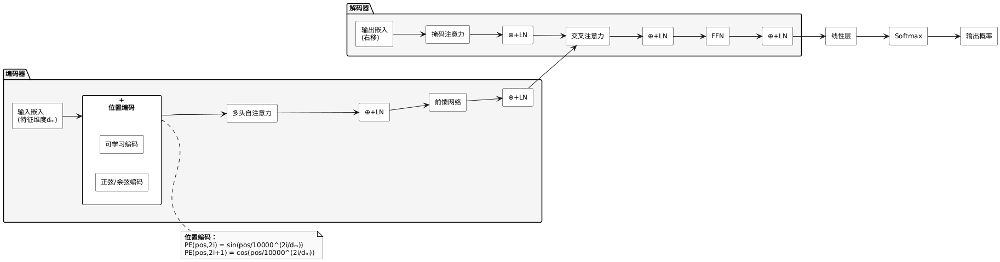 解码器
输出嵌入
(右移)
掩码注意力
⊕+LN
交叉注意力
⊕+LN
FFN
⊕+LN
线性层
Softmax
输出概率
编码器
输入嵌入
(特征维度dₘ)
+
位置编码
可学习编码
正弦/余弦编码
多头自注意力
⊕+LN
前馈网络
⊕+LN
位置编码：
PE(pos,2i) = sin(pos/10000^(2i/dₘ))
PE(pos,2i+1) = cos(pos/10000^(2i/dₘ))